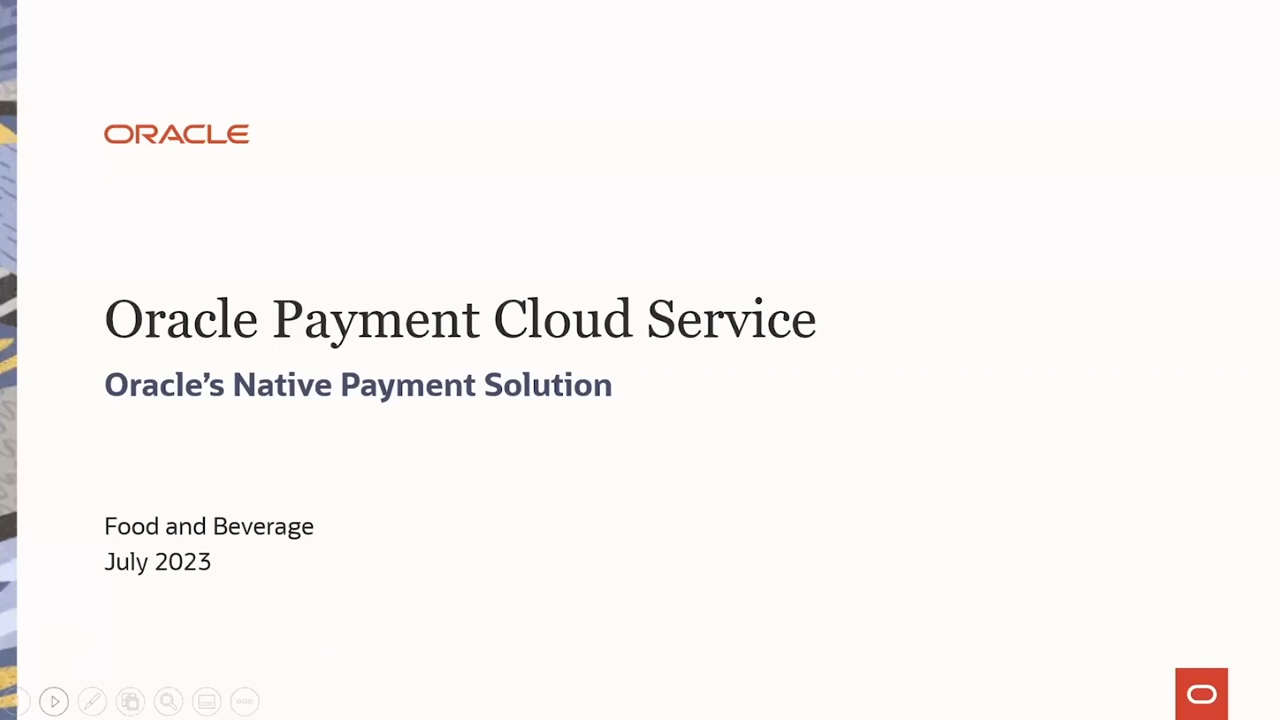 ORACLE
Oracle Payment Cloud Service
Oracle’s Native Payment Solution
Food and Beverage
July 2023